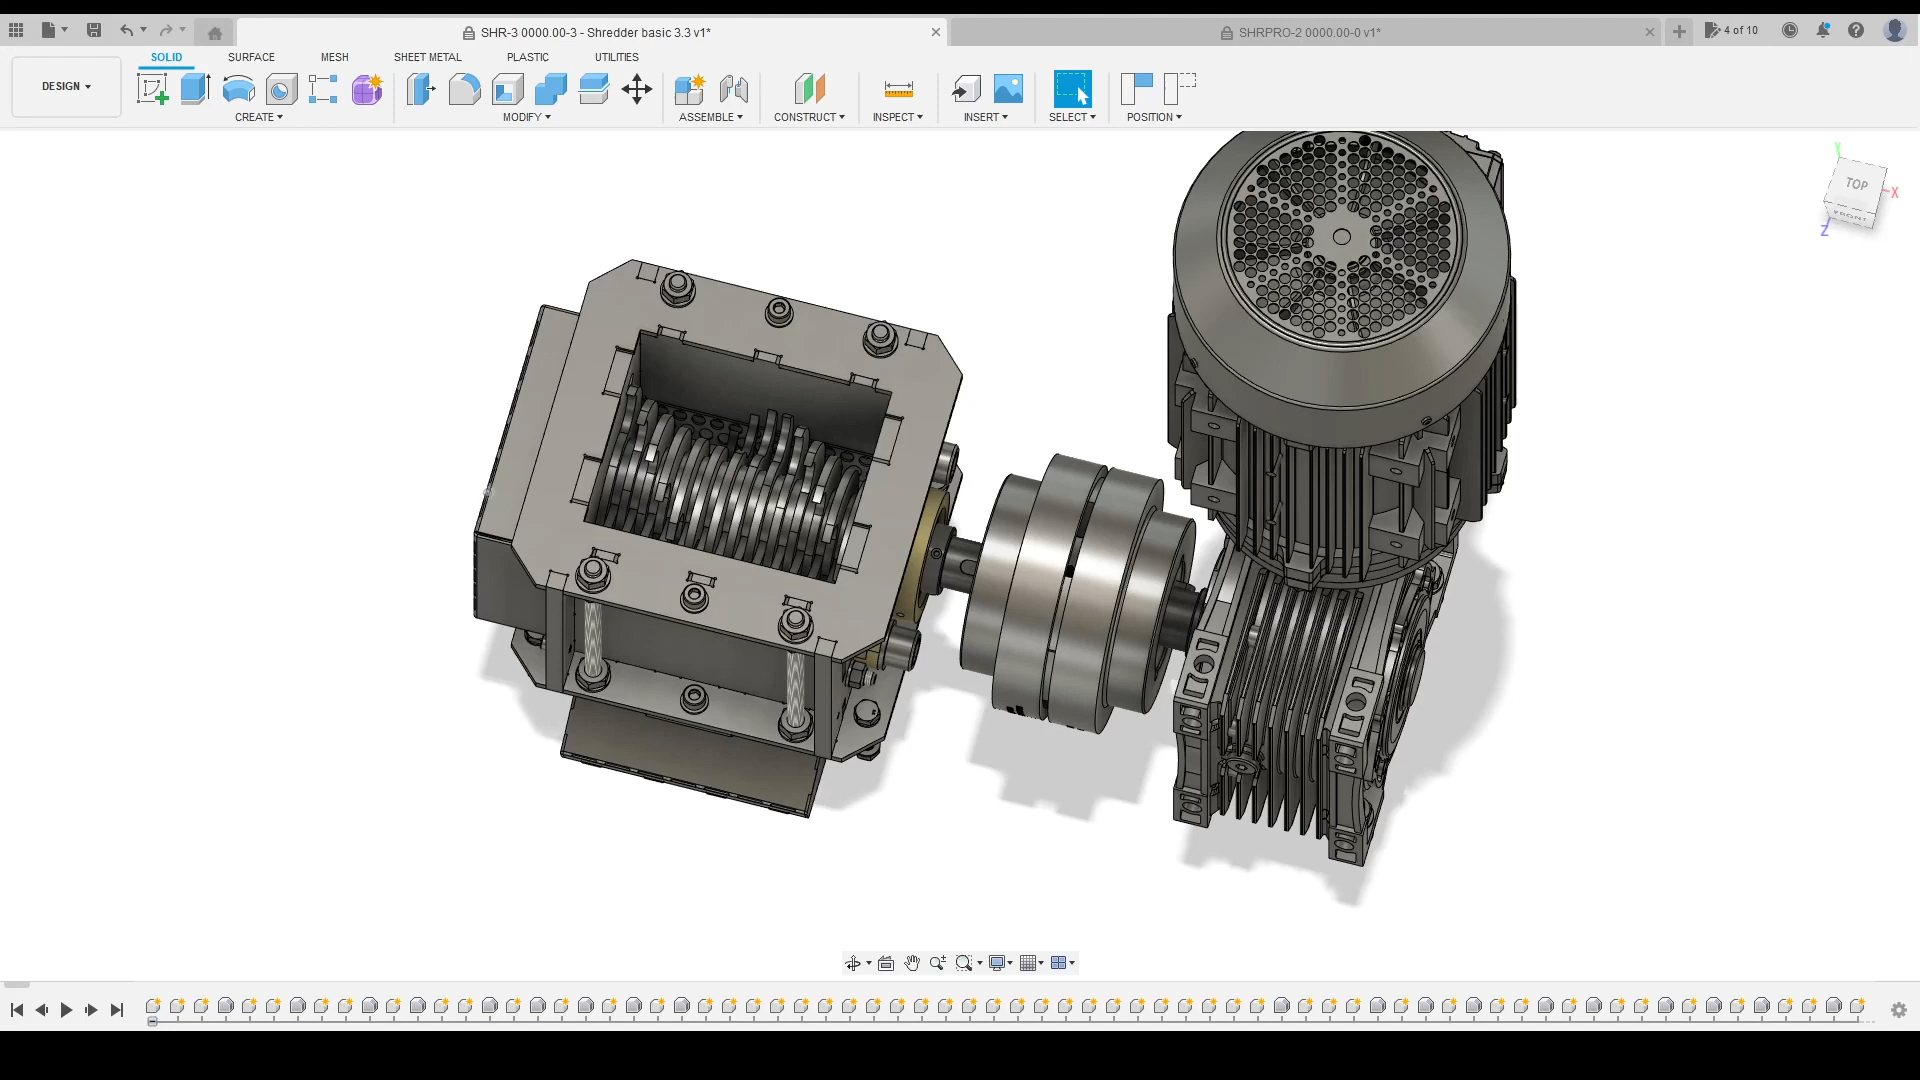 SHR-3 0000.00-3 - Shredder basic 3.3 v1*
SHRPRO-2 0000.00-0 v1*
4 of 10
DESIGN
SOLID
SURFACE
MESH
SHEET METAL
PLASTIC
UTILITIES
CREATE
MODIFY
ASSEMBLE
CONSTRUCT
INSPECT
INSERT
SELECT
POSITION
Y
TOP
X
FRONT
Z